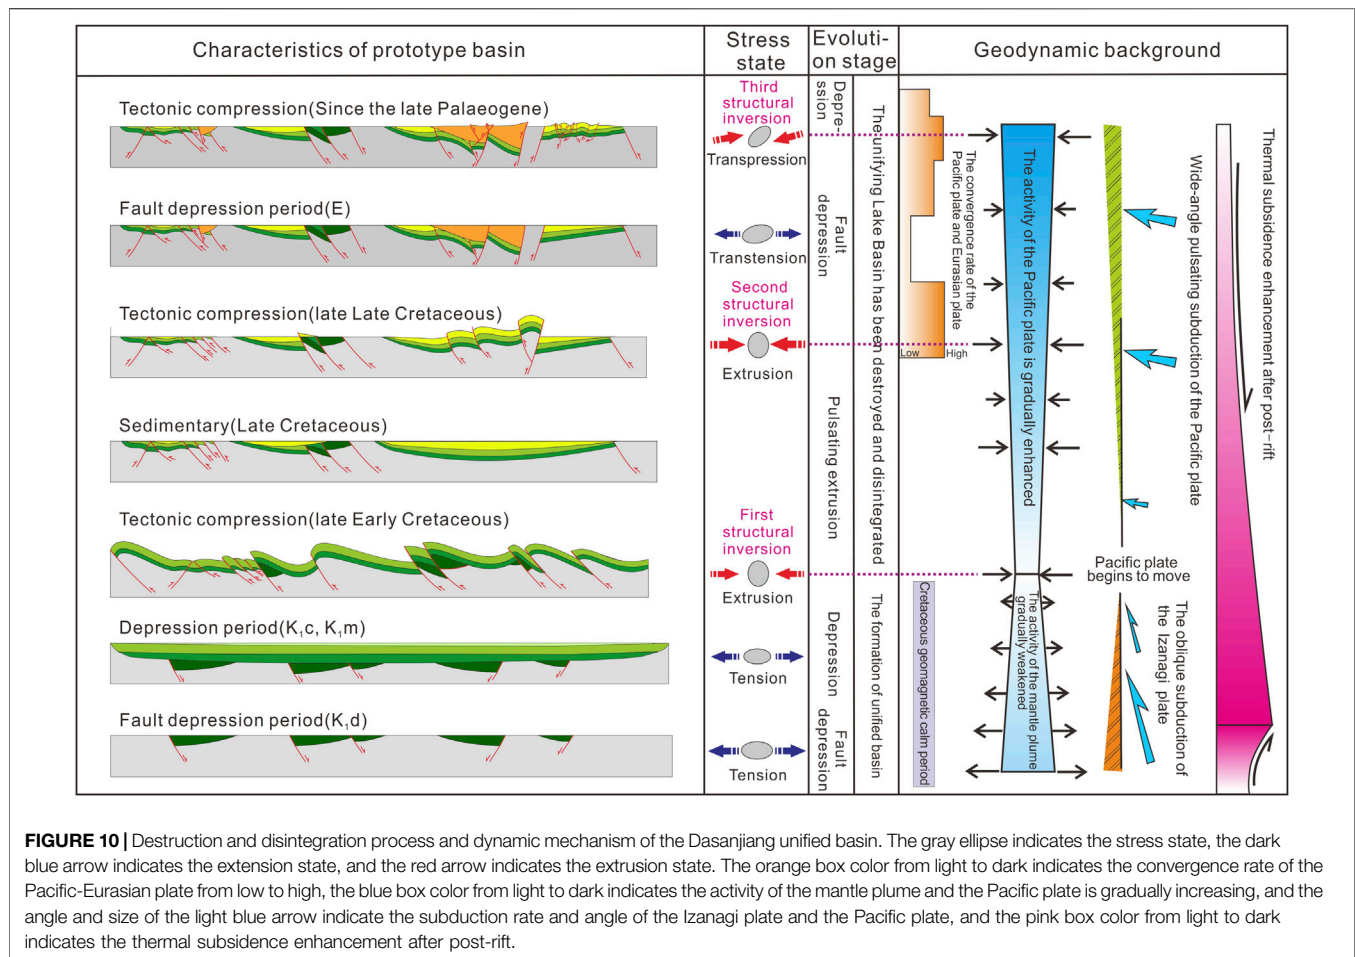 Characteristics of prototype basin
Stress
state
Evoluti-
on stage
Geodynamic background
Tectonic compression(Since the late Palaeogene)
Fault depression period(E)
Tectonic compression(late Late Cretaceous)
Sedimentary(Late Cretaceous)
Tectonic compression(late Early Cretaceous)
Depression period(K₁c, K₁m)
Fault depression period(K₁d)
Third
structural
inversion
Transpression
Transtension
Second
structural
inversion
Extrusion
First
structural
inversion
Extrusion
Tension
Tension
Depre-
ssion
Fault
depression
Pulsating extrusion
Depression
Fault
depression
The unifying Lake Basin has been destroyed and disintegrated
The formation of unified basin
Low
High
The convergence rate of the
Pacific plate and Eurasian plate
Cretaceous geomagnetic calm period
The activity of the Pacific plate is gradually enhanced
Pacific plate
begins to move
The activity of the mantle plume
gradually weakened
Wide-angle pulsating subduction of the Pacific plate
The oblique subduction of
the Izanagi plate
Thermal subsidence enhancement after post-rift
FIGURE 10 | Destruction and disintegration process and dynamic mechanism of the Dasanjiang unified basin. The gray ellipse indicates the stress state, the dark
blue arrow indicates the extension state, and the red arrow indicates the extrusion state. The orange box color from light to dark indicates the convergence rate of the
Pacific-Eurasian plate from low to high, the blue box color from light to dark indicates the activity of the mantle plume and the Pacific plate is gradually increasing, and the
angle and size of the light blue arrow indicate the subduction rate and angle of the Izanagi plate and the Pacific plate, and the pink box color from light to dark
indicates the thermal subsidence enhancement after post-rift.